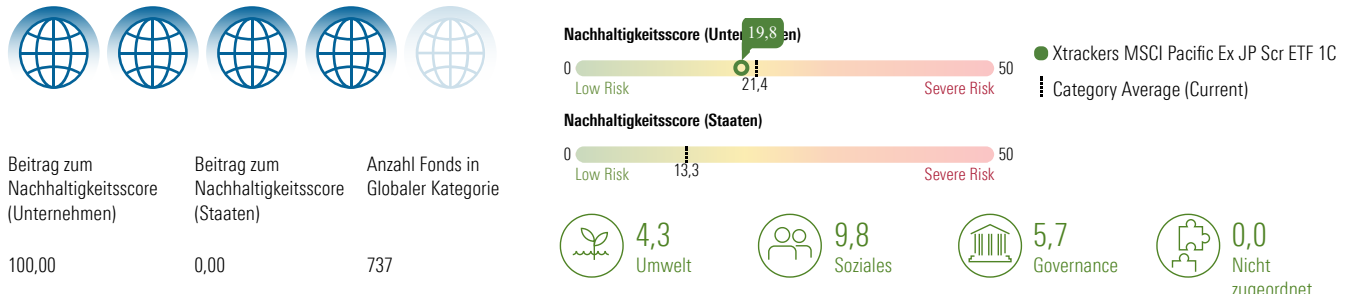 Beitrag zum
Nachhaltigkeitsscore
(Unternehmen)
100,00
Beitrag zum
Nachhaltigkeitsscore
(Staaten)
0,00
Anzahl Fonds in
Globaler Kategorie
737
Nachhaltigkeitsscore (Unter en)
19,8
0
50
Low Risk
21,4
Severe Risk
Nachhaltigkeitsscore (Staaten)
0
50
Low Risk
13,3
Severe Risk
Xtrackers MSCI Pacific Ex JP Scr ETF 1C
Category Average (Current)
4,3
Umwelt
9,8
Soziales
5,7
Governance
0,0
Nicht
zugeordnet